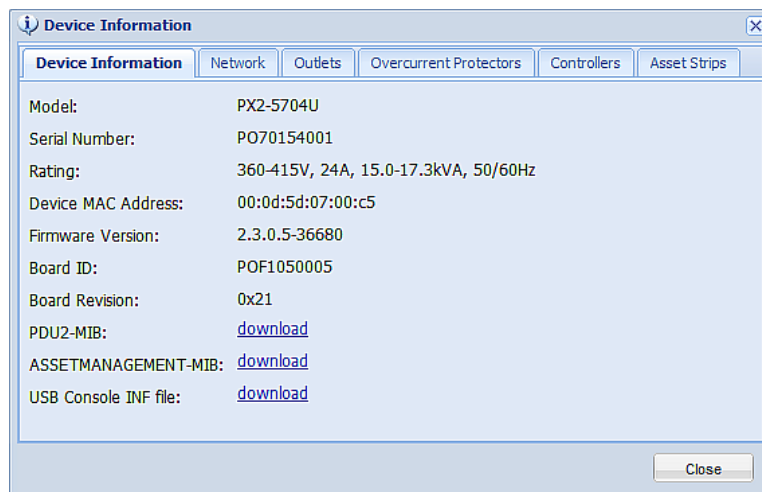 Device Information
Device Information Network Outlets Overcurrent Protectors Controllers Asset Strips
Model: PX2-5704U
Serial Number: PO70154001
Rating: 360-415V, 24A, 15.0-17.3kVA, 50/60Hz
Device MAC Address: 00:0d:5d:07:00:c5
Firmware Version: 2.3.0.5-36680
Board ID: POF1050005
Board Revision: 0x21
PDU2-MIB: download
ASSETMANAGEMENT-MIB: download
USB Console INF file: download
Close